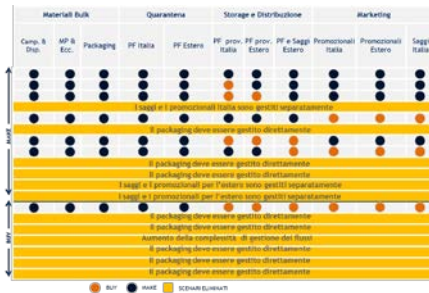 Materiali Bulk Quarantena Storage e Distribuzione Marketing
Camp. & Disp. MP & Ecc. Packaging PF Italia PF Estero PF prov. Italia PF prov. Estero PF e Saggi Estero Promozionali Italia Promozionali Estero Saggi Italia
I saggi e i promozionali Italia sono gestiti separatamente
Il packaging deve essere gestito direttamente
Il packaging deve essere gestito direttamente
Il packaging deve essere gestito direttamente
I saggi e i promozionali per l'estero sono gestiti separatamente
I saggi e i promozionali per l'estero sono gestiti separatamente
MAKE
Il packaging deve essere gestito direttamente
Il packaging deve essere gestito direttamente
Aumento della complessità di gestione dei flussi
Il packaging deve essere gestito direttamente
Il packaging deve essere gestito direttamente
Il packaging deve essere gestito direttamente
BUY
BUY MAKE SCENARI ELIMINATI